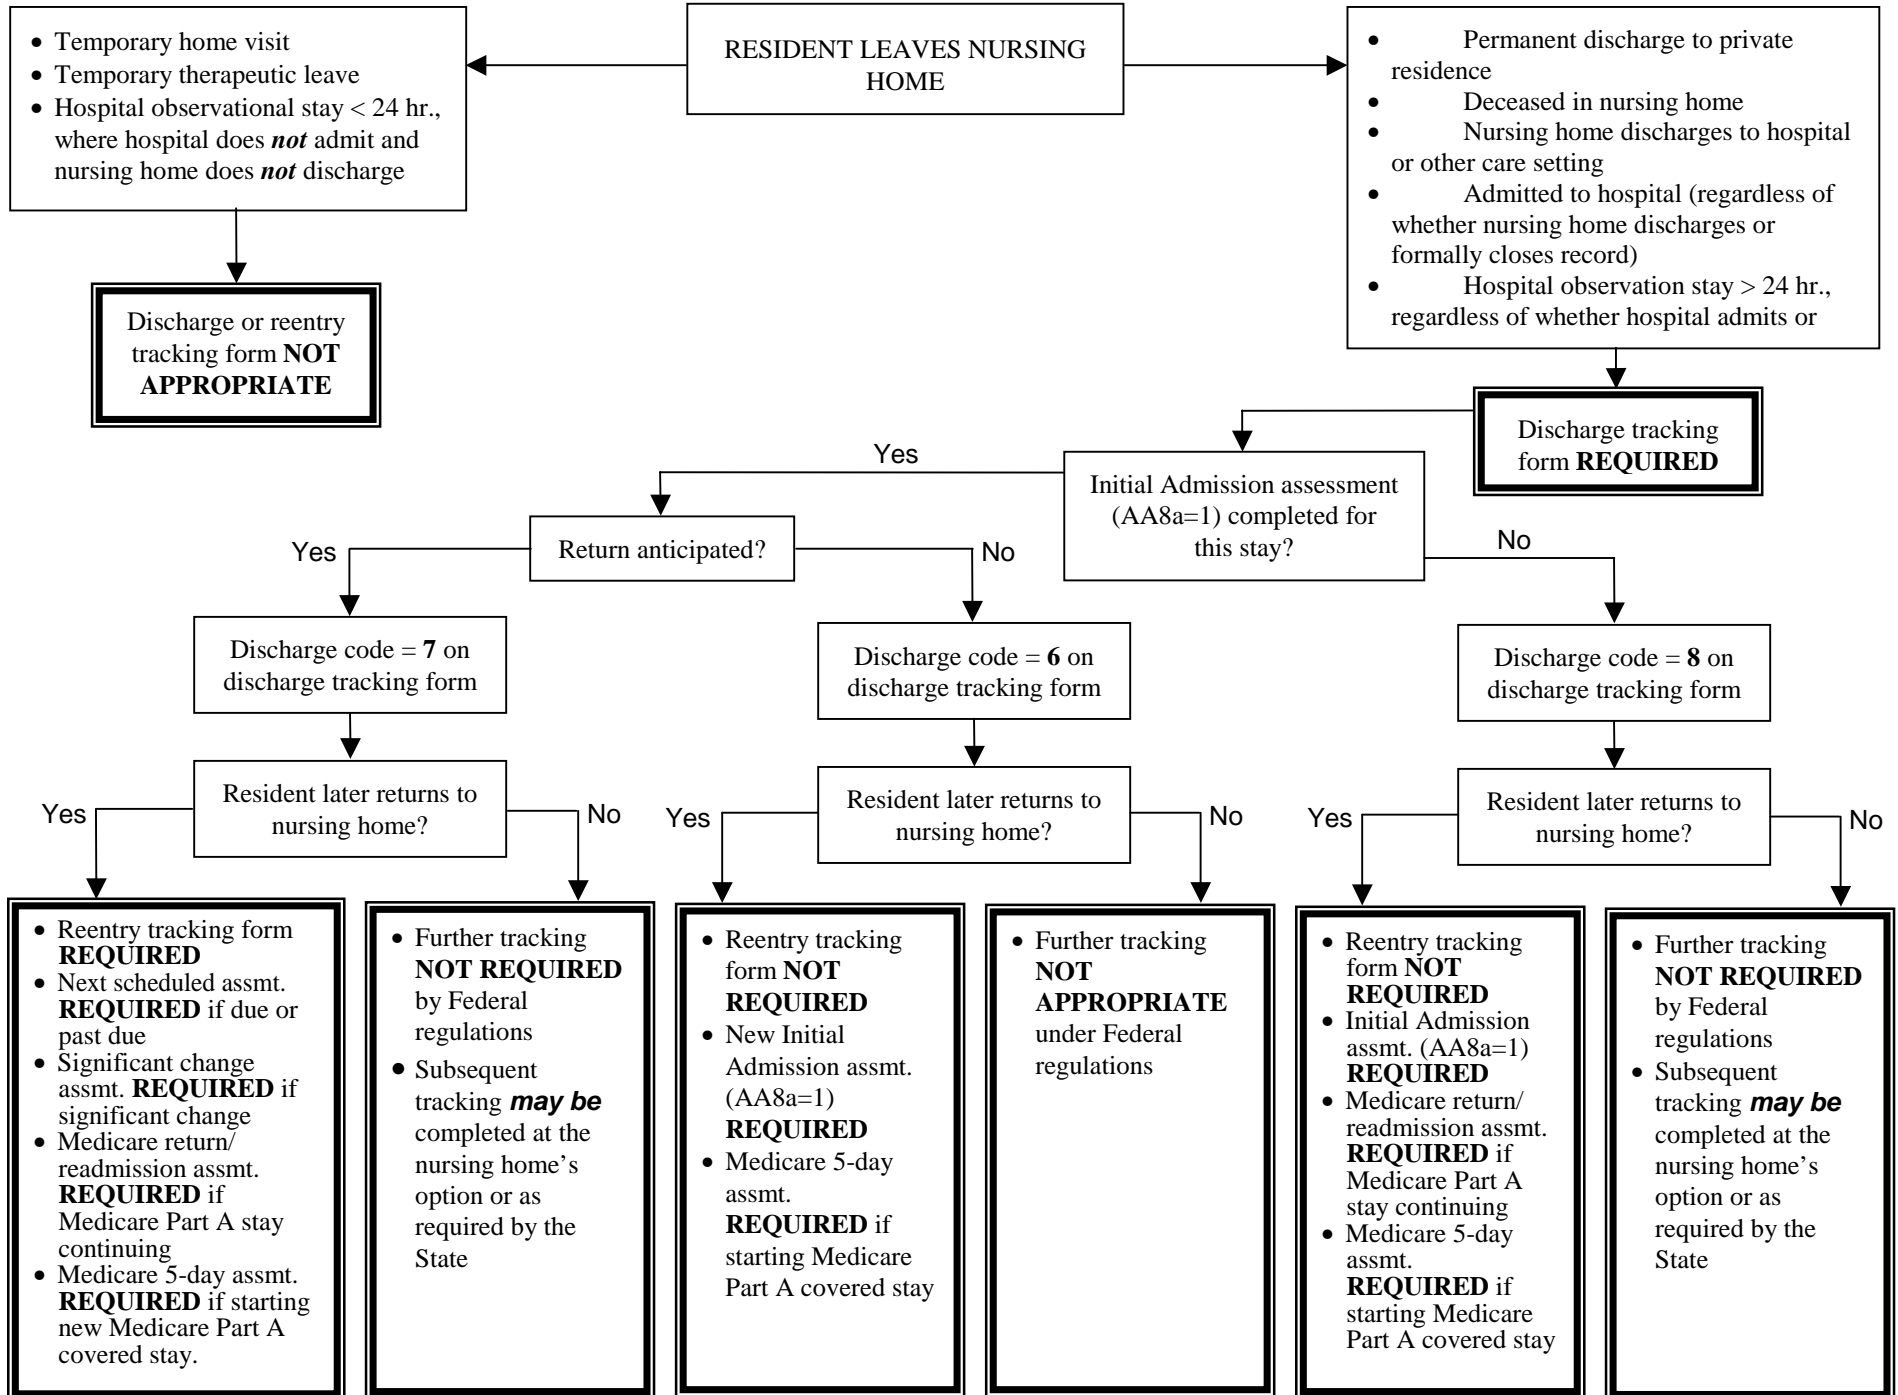 • Temporary home visit
• Temporary therapeutic leave
• Hospital observational stay < 24 hr.,
where hospital does not admit and
nursing home does not discharge
RESIDENT LEAVES NURSING
HOME
• Permanent discharge to private
residence
• Deceased in nursing home
• Nursing home discharges to hospital
or other care setting
• Admitted to hospital (regardless of
whether nursing home discharges or
formally closes record)
• Hospital observation stay > 24 hr.,
regardless of whether hospital admits or
Discharge or reentry
tracking form NOT
APPROPRIATE
Discharge tracking
form REQUIRED
Initial Admission assessment
(AA8a=1) completed for
this stay?
Yes
No
Return anticipated?
Yes
No
Discharge code = 7 on
discharge tracking form
Discharge code = 6 on
discharge tracking form
Discharge code = 8 on
discharge tracking form
Resident later returns to
nursing home?
Yes
No
Resident later returns to
nursing home?
Yes
No
Resident later returns to
nursing home?
Yes
No
• Reentry tracking form
REQUIRED
• Next scheduled assmt.
REQUIRED if due or
past due
• Significant change
assmt. REQUIRED if
significant change
• Medicare return/
readmission assmt.
REQUIRED if
Medicare Part A stay
continuing
• Medicare 5-day assmt.
REQUIRED if starting
new Medicare Part A
covered stay.
• Further tracking
NOT REQUIRED
by Federal
regulations
• Subsequent
tracking may be
completed at the
nursing home's
option or as
required by the
State
• Reentry tracking
form NOT
REQUIRED
• New Initial
Admission assmt.
(AA8a=1)
REQUIRED
• Medicare 5-day
assmt.
REQUIRED if
starting Medicare
Part A covered stay
• Further tracking
NOT
APPROPRIATE
under Federal
regulations
• Reentry tracking
form NOT
REQUIRED
• Initial Admission
assmt. (AA8a=1)
REQUIRED
• Medicare return/
readmission assmt.
REQUIRED if
Medicare Part A
stay continuing
• Medicare 5-day
assmt.
REQUIRED if
starting Medicare
Part A covered stay
• Further tracking
NOT REQUIRED
by Federal
regulations
• Subsequent
tracking may be
completed at the
nursing home's
option or as
required by the
State